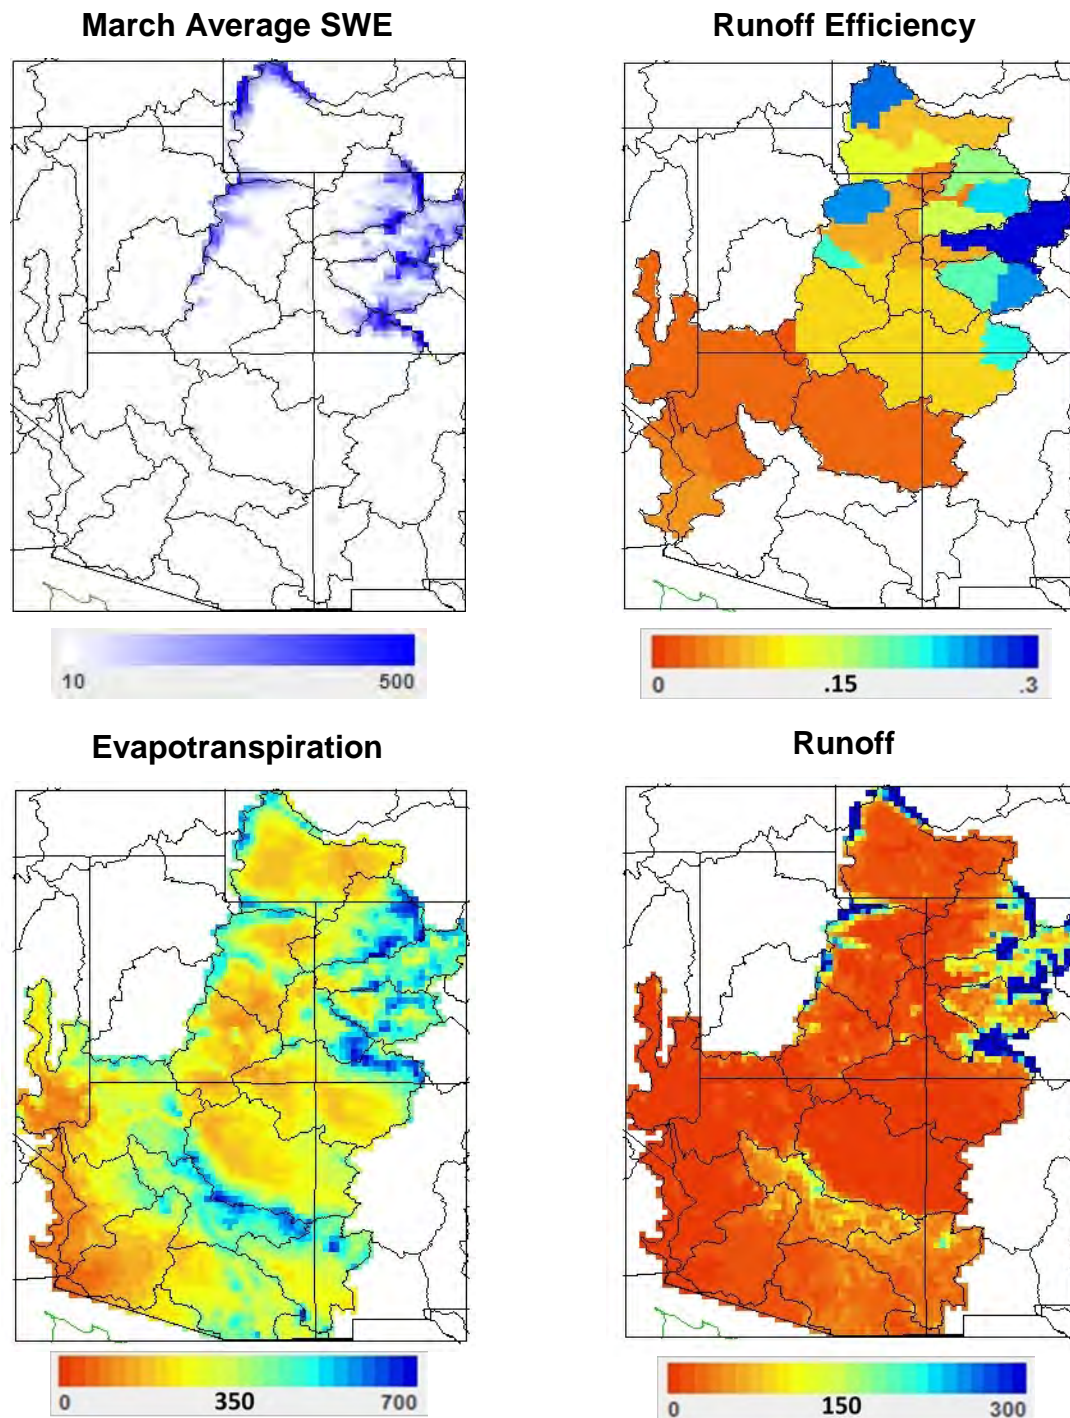 March Average SWE
Runoff Efficiency
10 500
0 .15 .3
Evapotranspiration
Runoff
0 350 700
0 150 300